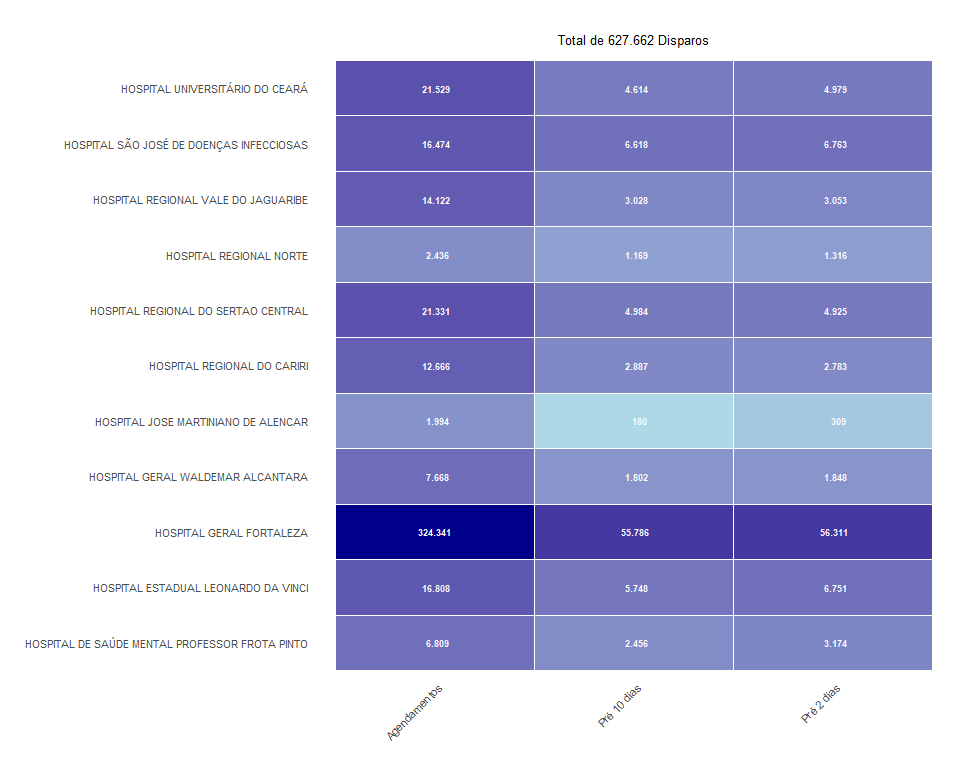 Total de 627.662 Disparos
HOSPITAL UNIVERSITÁRIO DO CEARÁ 21.529 4.614 4.979
HOSPITAL SÃO JOSÉ DE DOENÇAS INFECCIOSAS 16.474 6.618 6.763
HOSPITAL REGIONAL VALE DO JAGUARIBE 14.122 3.028 3.053
HOSPITAL REGIONAL NORTE 2.436 1.169 1.316
HOSPITAL REGIONAL DO SERTAO CENTRAL 21.331 4.984 4.925
HOSPITAL REGIONAL DO CARIRI 12.666 2.887 2.783
HOSPITAL JOSE MARTINIANO DE ALENCAR 1.994 180 309
HOSPITAL GERAL WALDEMAR ALCANTARA 7.668 1.802 1.848
HOSPITAL GERAL FORTALEZA 324.341 55.786 56.311
HOSPITAL ESTADUAL LEONARDO DA VINCI 16.808 5.748 6.751
HOSPITAL DE SAÚDE MENTAL PROFESSOR FROTA PINTO 6.809 2.456 3.174
Agendamentos Pré 10 dias Pré 2 dias